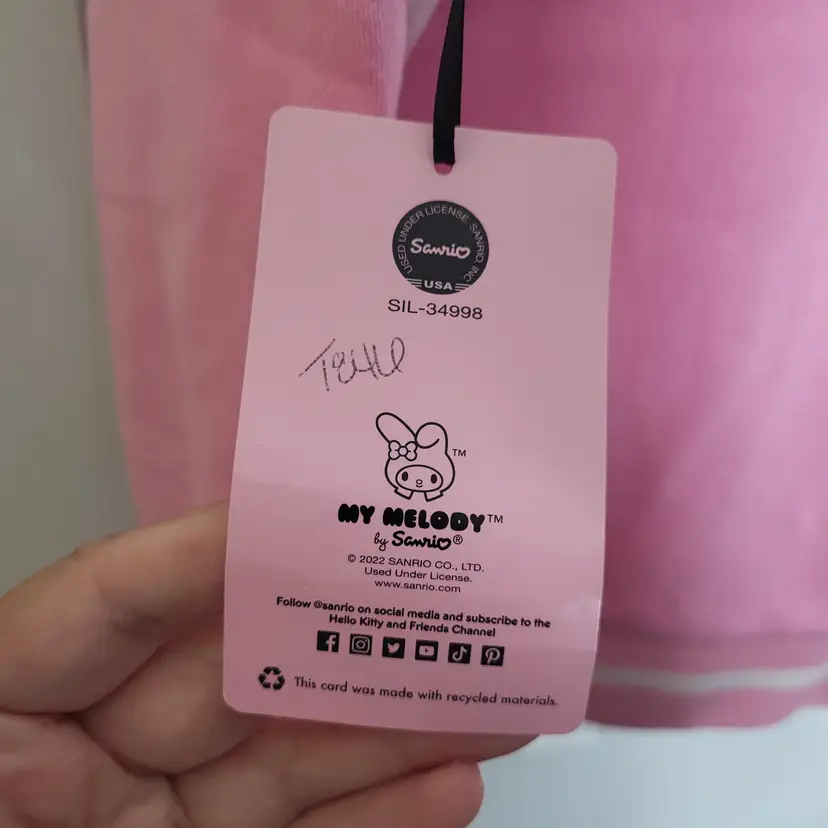 USED UNDER LICENSE. SANRIO INC.
Sanrio
USA
SIL-34998
MY MELODY™
by Sanrio®
© 2022 SANRIO CO., LTD.
Used Under License.
www.sanrio.com
Follow @sanrio on social media and subscribe to the
Hello Kitty and Friends Channel
This card was made with recycled materials.